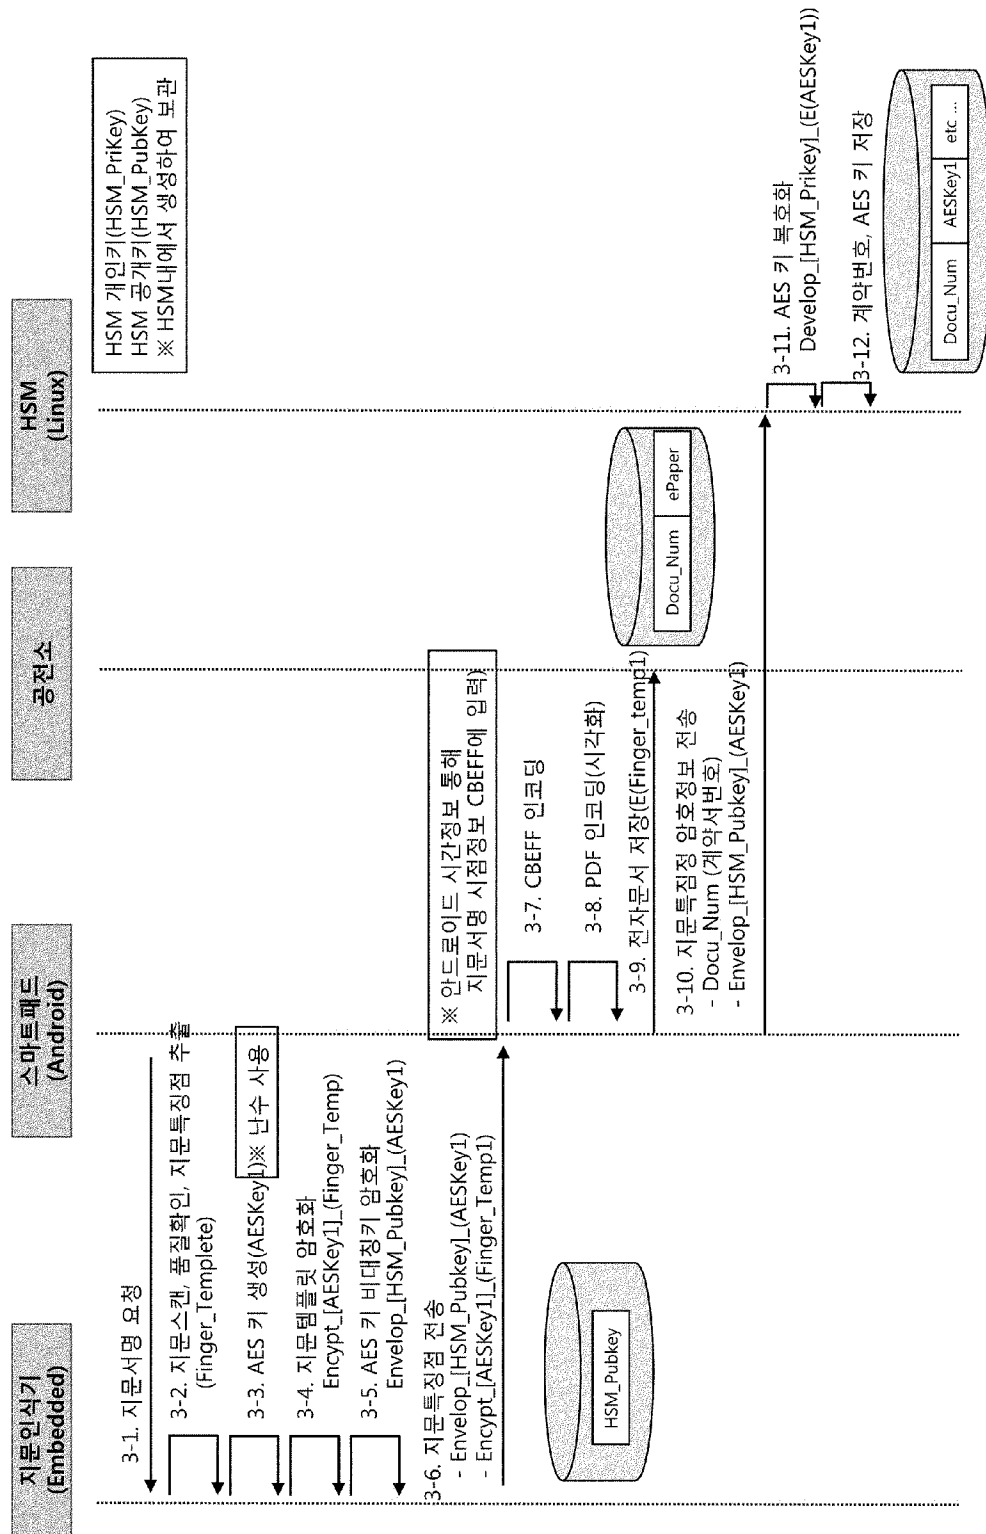 지문인식기
(Embedded)
스마트패드
(Android)
공전소
HSM
(Linux)
HSM 개인키(HSM_PriKey)
HSM 공개키(HSM_PubKey)
※ HSM내에서 생성하여 보관
3-1. 지문서명 요청
3-2. 지문스캔, 품질확인, 지문특징점 추출
(Finger_Templete)
3-3. AES 키 생성(AESKey1)※ 난수 사용
3-4. 지문템플릿 암호화
Encypt_[AESKey1]_(Finger_Temp)
3-5. AES 키 비대칭키 암호화
Envelop_[HSM_Pubkey]_(AESKey1)
3-6. 지문특징점 전송
- Envelop_[HSM_Pubkey]_(AESKey1)
- Encypt_[AESKey1]_(Finger_Temp1)
HSM_Pubkey
※ 안드로이드 시간정보 통해
지문서명 시점정보 CBEFF에 입력)
3-7. CBEFF 인코딩
3-8. PDF 인코딩(시각화)
3-9. 전자문서 저장(E(Finger_temp1)
Docu_Num
ePaper
3-10. 지문특징점 암호정보 전송
- Docu_Num (계약서번호)
- Envelop_[HSM_Pubkey]_(AESKey1)
3-11. AES 키 복호화
Develop_[HSM_Prikey]_(E(AESKey1))
3-12. 계약번호, AES 키 저장
Docu_Num
AESKey1
etc ...